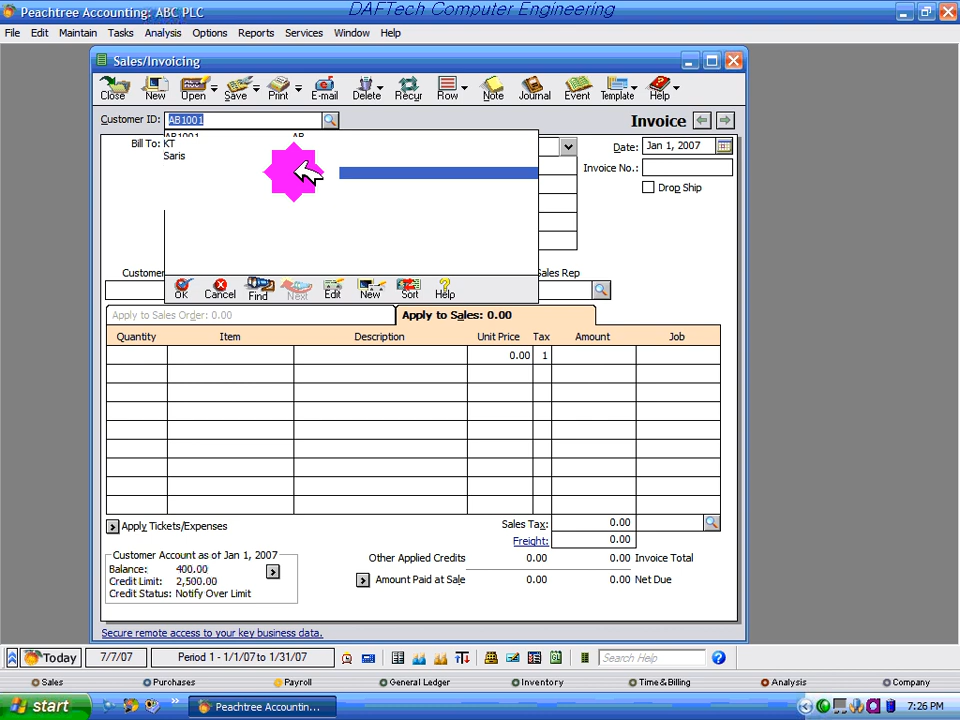 Peachtree Accounting: ABC PLC
DAFTech Computer Engineering
File Edit Maintain Tasks Analysis Options Reports Services Window Help
Sales/Invoicing
Close New Open Save Print E-mail Delete Recur Row Note Journal Event Template Help
Customer ID: AB1001
Invoice
AB1001 AB
Bill To: KT
Saris
Date: Jan 1, 2007
Invoice No.:
Drop Ship
Customer
Sales Rep
OK Cancel Find Next Edit New Sort Help
Apply to Sales Order: 0.00
Apply to Sales: 0.00
Quantity Item Description Unit Price Tax Amount Job
0.00 1
Apply Tickets/Expenses
Sales Tax: 0.00
Freight: 0.00
Customer Account as of Jan 1, 2007
Balance: 400.00
Credit Limit: 2,500.00
Credit Status: Notify Over Limit
Other Applied Credits 0.00 0.00 Invoice Total
Amount Paid at Sale 0.00 0.00 Net Due
Secure remote access to your key business data.
Today 7/7/07 Period 1 - 1/1/07 to 1/31/07 Search Help
Sales Purchases Payroll General Ledger Inventory Time & Billing Analysis Company
start Peachtree Accountin... 7:26 PM